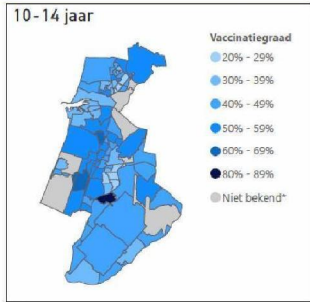 10-14 jaar
Vaccinatiegraad
20% - 29%
30% - 39%
40% - 49%
50% - 59%
60% - 69%
80% - 89%
Niet bekend*